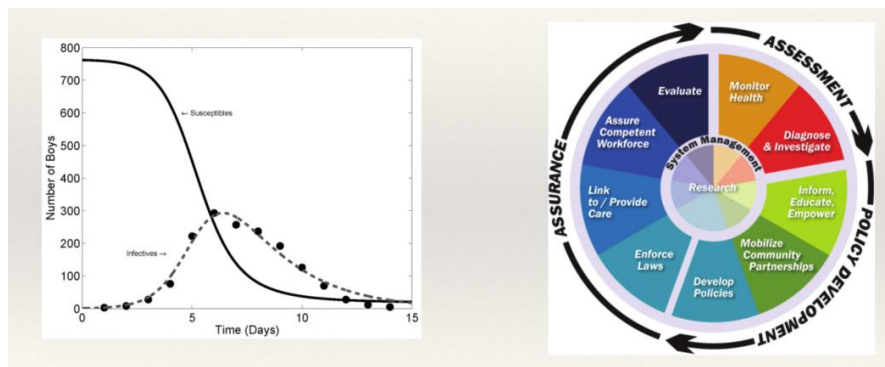 800
700
600
500
400
300
200
100
0
Number of Boys
← Susceptibles
Infectives →
0
5
10
15
Time (Days)
ASSESSMENT
POLICY DEVELOPMENT
ASSURANCE
Evaluate
Monitor
Health
Diagnose
& Investigate
Inform,
Educate,
Empower
Mobilize
Community
Partnerships
Develop
Policies
Enforce
Laws
Link
to / Provide
Care
Assure
Competent
Workforce
System Management
Research